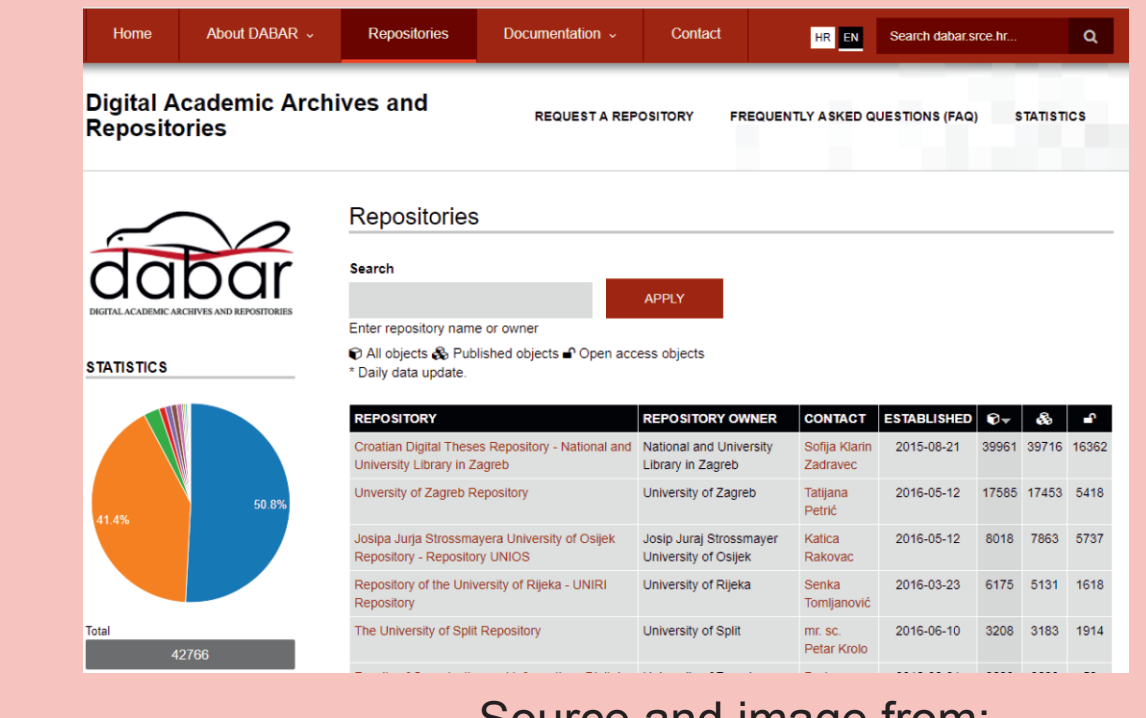 Home About DABAR Repositories Documentation Contact HR EN Search dabar.srce.hr...
Digital Academic Archives and
Repositories
REQUEST A REPOSITORY FREQUENTLY ASKED QUESTIONS (FAQ) STATISTICS
dabar
DIGITAL ACADEMIC ARCHIVES AND REPOSITORIES
STATISTICS
50.8%
41.4%
Total
42766
Repositories
Search
APPLY
Enter repository name or owner
All objects Published objects Open access objects
* Daily data update.
REPOSITORY REPOSITORY OWNER CONTACT ESTABLISHED
Croatian Digital Theses Repository - National and National and University Sofija Klarin 2015-08-21 39961 39716 16362
University Library in Zagreb Library in Zagreb Zadravec
Unversity of Zagreb Repository University of Zagreb Tatijana 2016-05-12 17585 17453 5418
Petrić
Josipa Jurja Strossmayera University of Osijek Josip Juraj Strossmayer Katica 2016-05-12 8018 7863 5737
Repository - Repository UNIOS University of Osijek Rakovac
Repository of the University of Rijeka - UNIRI University of Rijeka Senka 2016-03-23 6175 5131 1618
Repository Tomljanović
The University of Split Repository University of Split mr. sc. 2016-06-10 3208 3183 1914
Petar Krolo
Source and image from: